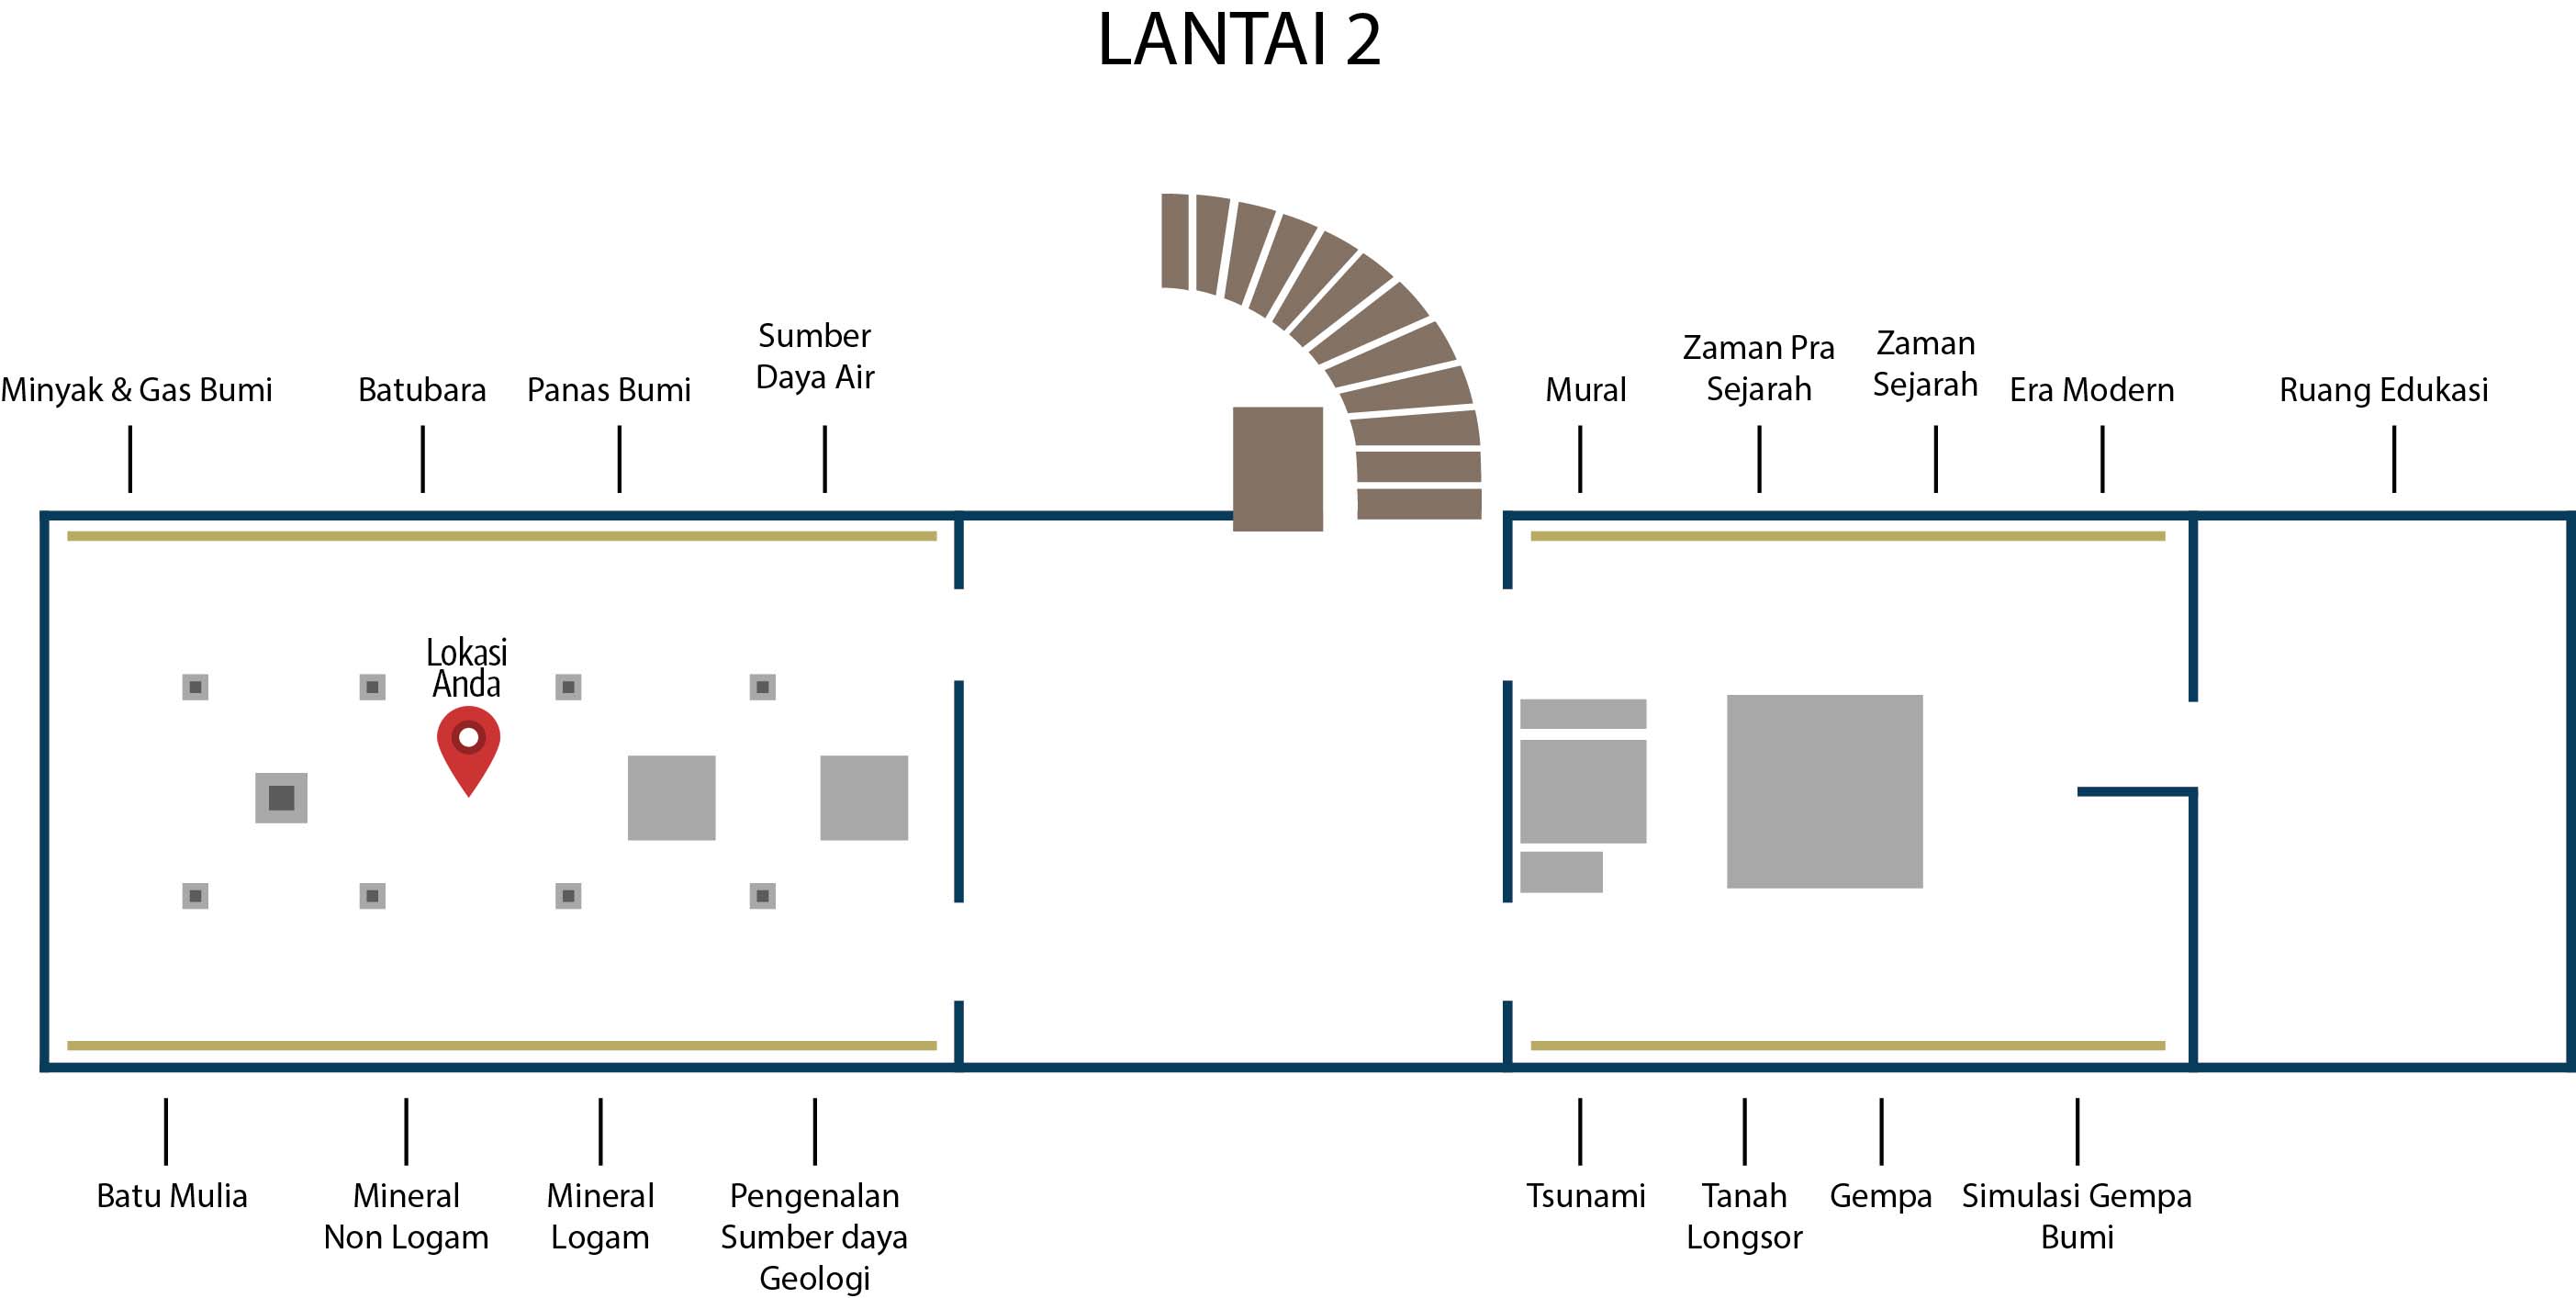 LANTAI 2
Minyak & Gas Bumi
Batubara
Panas Bumi
Sumber
Daya Air
Mural
Zaman Pra
Sejarah
Zaman
Sejarah
Era Modern
Ruang Edukasi
Lokasi
Anda
Batu Mulia
Mineral
Non Logam
Mineral
Logam
Pengenalan
Sumber daya
Geologi
Tsunami
Tanah
Longsor
Gempa
Simulasi Gempa
Bumi